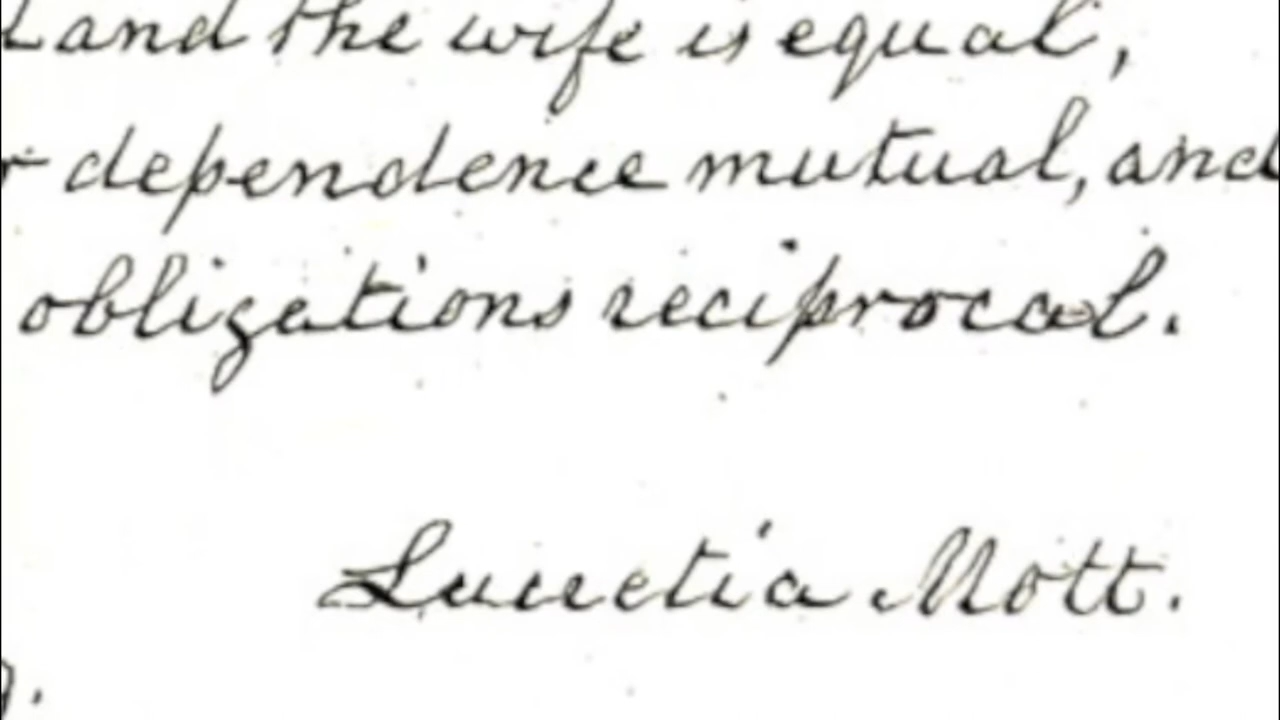 and the wife is equal,
dependence mutual, and
obligations reciprocal.
Lucretia Mott.